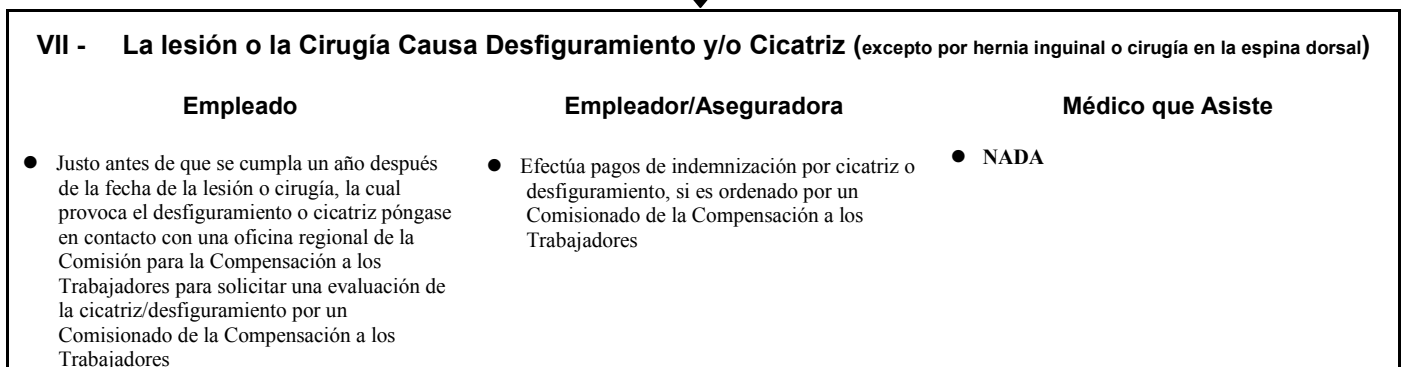 VII - La lesión o la Cirugía Causa Desfiguramiento y/o Cicatriz (excepto por hernia inguinal o cirugía en la espina dorsal)
Empleado
● Justo antes de que se cumpla un año después
de la fecha de la lesión o cirugía, la cual
provoca el desfiguramiento o cicatriz póngase
en contacto con una oficina regional de la
Comisión para la Compensación a los
Trabajadores para solicitar una evaluación de
la cicatriz/desfiguramiento por un
Comisionado de la Compensación a los
Trabajadores
Empleador/Aseguradora
● Efectúa pagos de indemnización por cicatriz o
desfiguramiento, si es ordenado por un
Comisionado de la Compensación a los
Trabajadores
Médico que Asiste
● NADA